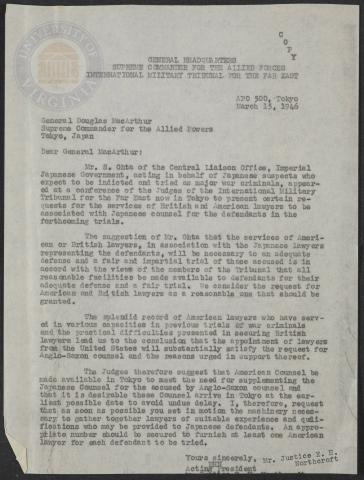 UNIVERSITY OF VIRGINIA
C
O
P
Y
GENERAL HEADQUARTERS
SUPREME COMMANDER FOR THE ALLIED FORCES
INTERNATIONAL MILITARY TRIBUNAL FOR THE FAR EAST
APO 500, Tokyo
March 15, 1946
General Douglas MacArthur
Supreme Commander for the Allied Powers
Tokyo, Japan
Dear General MacArthur:
Mr. S. Ohta of the Central Liaison Office, Imperial
Japanese Government, acting in behalf of Japanese suspects who
expect to be indicted and tried as major war criminals, appear-
ed at a conference of the Judges of the International Military
Tribunal for the Far East now in Tokyo to present certain re-
quests for the services of British and American lawyers to be
associated with Japanese counsel for the defendants in the
forthcoming trials.
The suggestion of Mr. Ohta that the services of Ameri-
can or British lawyers, in association with the Japanese lawyers
representing the defendants, will be necessary to an adequate
defense and a fair and impartial trial of those accused is in
accord with the views of the members of the Tribunal that all
reasonable facilities be made available to defendants for their
adequate defense and a fair trial. We consider the request for
American and British lawyers as a reasonable one that should be
granted.
The splendid record of American lawyers who have serv-
ed in various capacities in previous trials of war criminals
and the practical difficulties presented in securing British
lawyers lead us to the conclusion that the appointment of lawyers
from the United States will substantially satisfy the request for
Anglo-Saxon counsel and the reasons urged in support thereof.
The Judges therefore suggest that American Counsel be
made available in Tokyo to meet the need for supplementing the
Japanese Counsel for the accused by Anglo-Saxon counsel and
that it is desirable these Counsel arrive in Tokyo at the ear-
liest possible date to avoid undue delay. I, therefore, request
that as soon as possible you set in motion the machinery neces-
sary to gather together lawyers of suitable experience and quali-
fications who may be provided to Japanese defendants. An appro-
priate number should be secured to furnish at least one American
lawyer for each defendant to be tried.
Yours sincerely,
Mr. Justice E. H.
Northcroft
Acting President